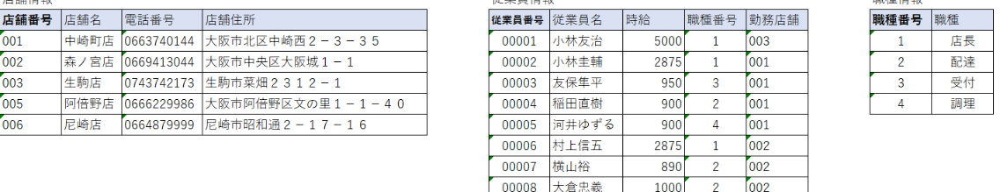 店舗情報
店舗番号 店舗名 電話番号 店舗住所
001 中崎町店 0663740144 大阪市北区中崎西２－３－３５
002 森ノ宮店 0669413044 大阪市中央区大阪城１－１
003 生駒店 0743742173 生駒市菜畑２３１２－１
005 阿倍野店 0666229986 大阪市阿倍野区文の里１－１－４０
006 尼崎店 0664879999 尼崎市昭和通２－１７－１６
従業員情報
従業員番号 従業員名 時給 職種番号 勤務店舗
00001 小林友治 5000 1 003
00002 小林圭輔 2875 1 001
00003 友保隼平 950 3 001
00004 稲田直樹 900 2 001
00005 河井ゆずる 900 4 001
00006 村上信五 2875 1 002
00007 横山裕 890 2 002
00008 大倉忠義 1000 2 002
職種情報
職種番号 職種
1 店長
2 配達
3 受付
4 調理